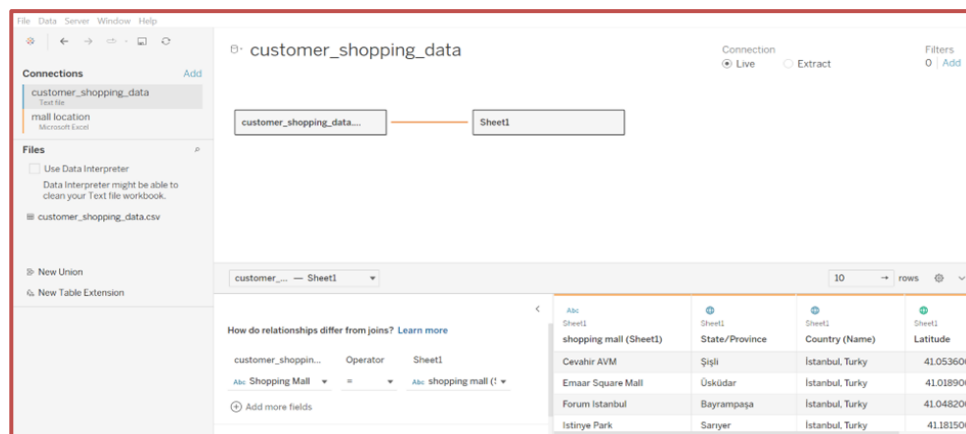 File Data Server Window Help
Connections Add
customer_shopping_data
Text file
mall location
Microsoft Excel
Files
Use Data Interpreter
Data Interpreter might be able to
clean your Text file workbook.
customer_shopping_data.csv
New Union
New Table Extension
customer_shopping_data
Connection
Live Extract
Filters
0 Add
customer_shopping_data.... Sheet1
customer_... — Sheet1 10 rows
How do relationships differ from joins? Learn more
customer_shoppin... Operator Sheet1
Abc Shopping Mall = Abc shopping mall (!
Add more fields
Abc
Sheet1 Sheet1 Sheet1 Sheet1
shopping mall (Sheet1) State/Province Country (Name) Latitude
Cevahir AVM Şişli İstanbul, Turky 41.053600
Emaar Square Mall Üsküdar İstanbul, Turky 41.018900
Forum Istanbul Bayrampaşa İstanbul, Turky 41.048200
Istinye Park Sarıyer İstanbul, Turky 41.181500